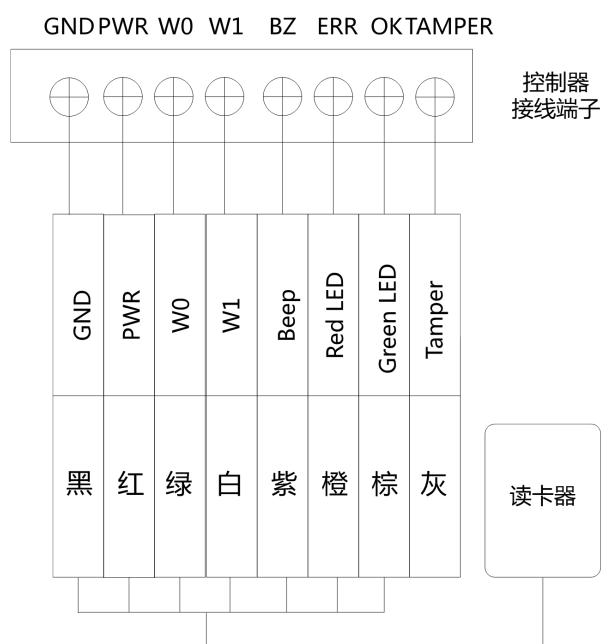 GND PWR W0 W1 BZ ERR OK TAMPER
控制器
接线端子
GND PWR W0 W1 Beep Red LED Green LED Tamper
黑 红 绿 白 紫 橙 棕 灰
读卡器